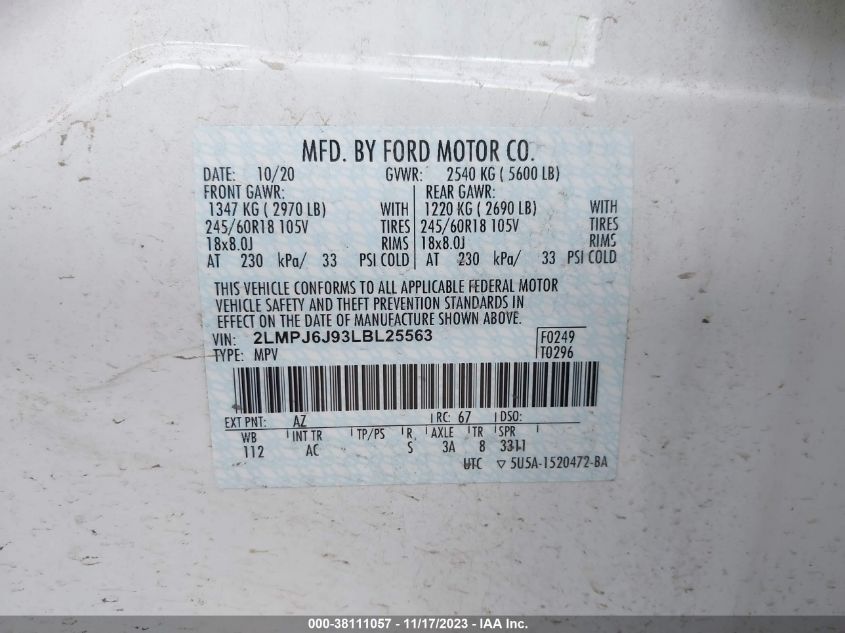 MFD. BY FORD MOTOR CO.
DATE: 10/20 GVWR: 2540 KG ( 5600 LB)
FRONT GAWR: REAR GAWR:
1347 KG ( 2970 LB) WITH 1220 KG ( 2690 LB) WITH
245/60R18 105V TIRES 245/60R18 105V TIRES
18x8.0J RIMS 18x8.0J RIMS
AT 230 kPa/ 33 PSI COLD AT 230 kPa/ 33 PSI COLD
THIS VEHICLE CONFORMS TO ALL APPLICABLE FEDERAL MOTOR
VEHICLE SAFETY AND THEFT PREVENTION STANDARDS IN
EFFECT ON THE DATE OF MANUFACTURE SHOWN ABOVE.
VIN: 2LMPJ6J93LBL25563 F0249
TYPE: MPV T0296
EXT PNT: AZ RC: 67 DSO:
WB INT TR TP/PS R AXLE TR SPR
112 AC S 3A 8 3311
UTC ▽ 5U5A-1520472-BA
000-38111057 - 11/17/2023 - IAA Inc.